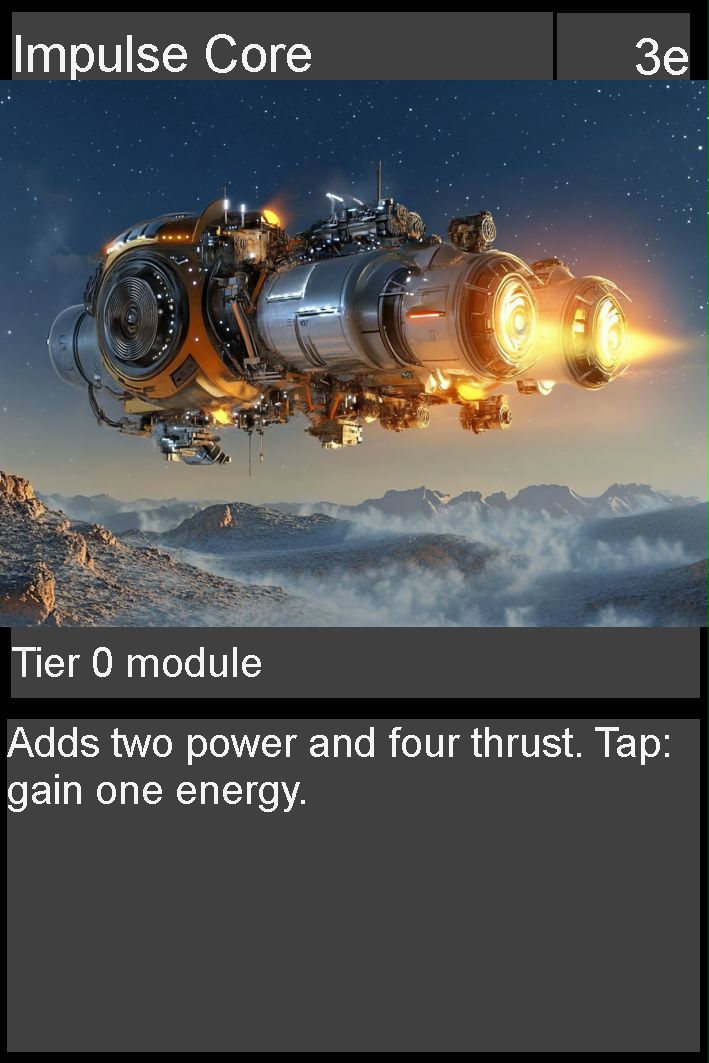 Impulse Core
3e
Tier 0 module
Adds two power and four thrust. Tap:
gain one energy.